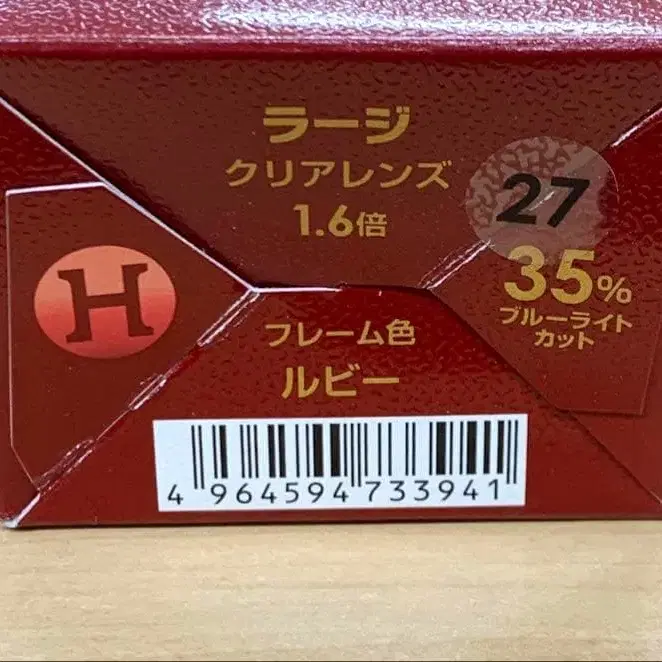 ラージ
クリアレンズ
1.6倍
27
35%
ブルーライト
カット
H
フレーム色
ルビー
4 964594 733941